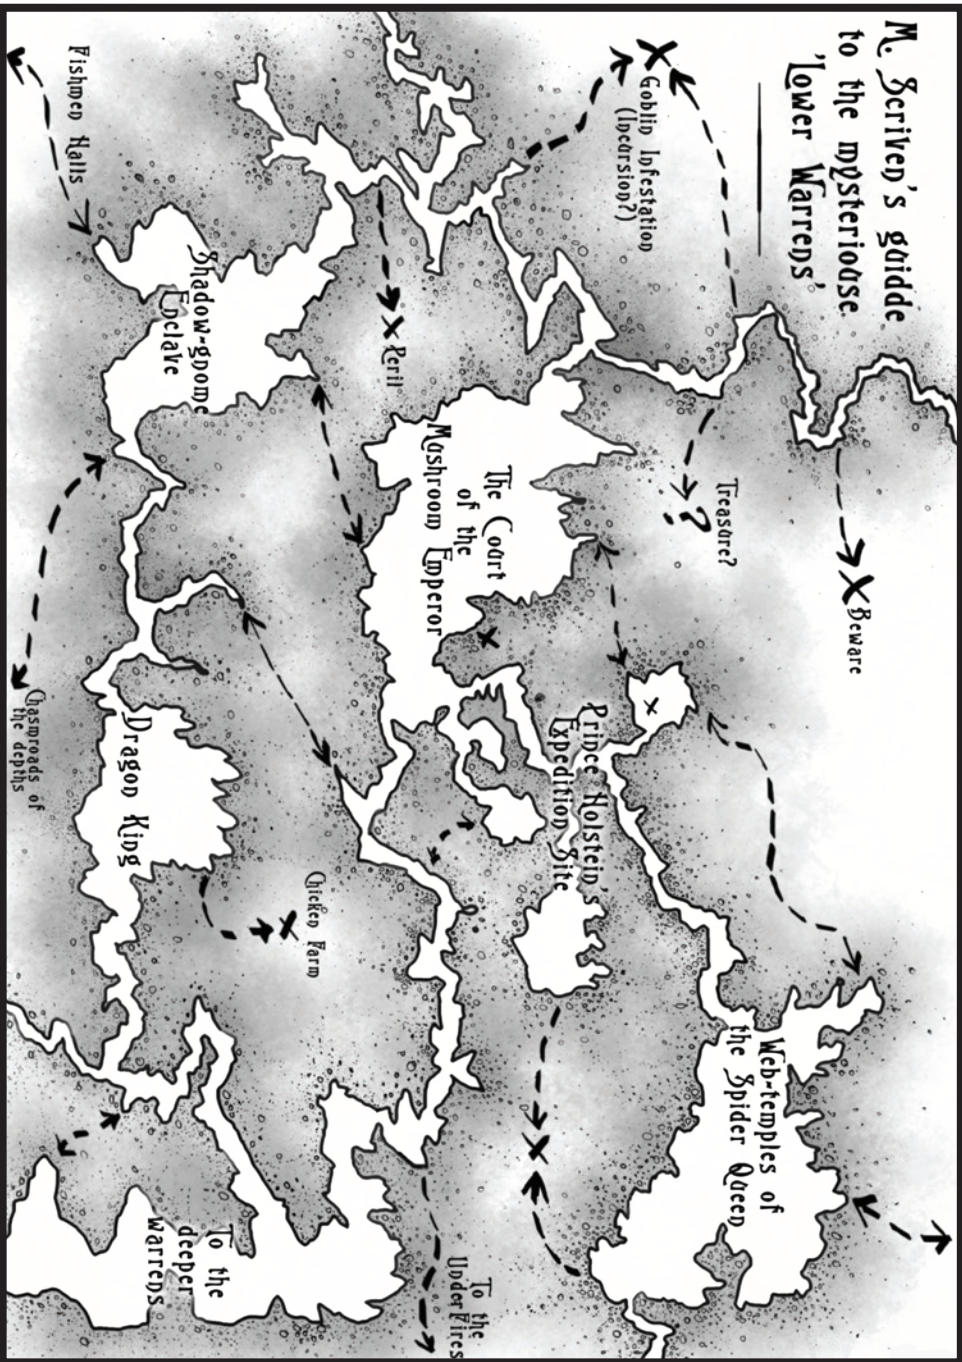 M. Scriven's guidde
to the mysteriouse
'Lower Warrens'
Goblin Infestation
(Incursion?)
Fishmen Halls
Shadow-gnome
Enclave
Peril
Treasure?
?
Beware
The Court
of the
Mushroom Emperor
Chasmroads of
the depths
Dragon King
Prince Holstein's
Expedition Site
Chicken Farm
Web-temples of
the Spider Queen
To the
deeper
warrens
To the
UnderFires